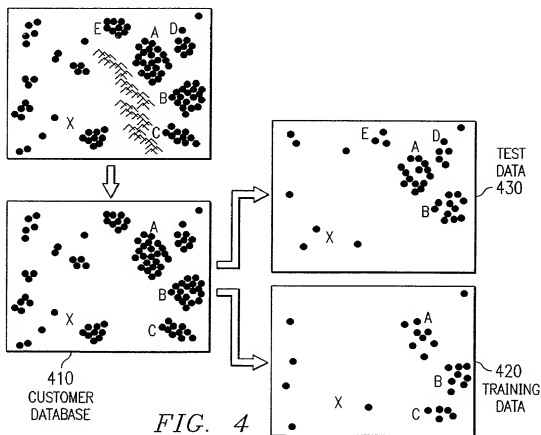 E
A
D
B
X
C
A
B
X
C
410
CUSTOMER
DATABASE
E
D
A
B
X
TEST
DATA
430
A
B
X
C
420
TRAINING
DATA
FIG. 4